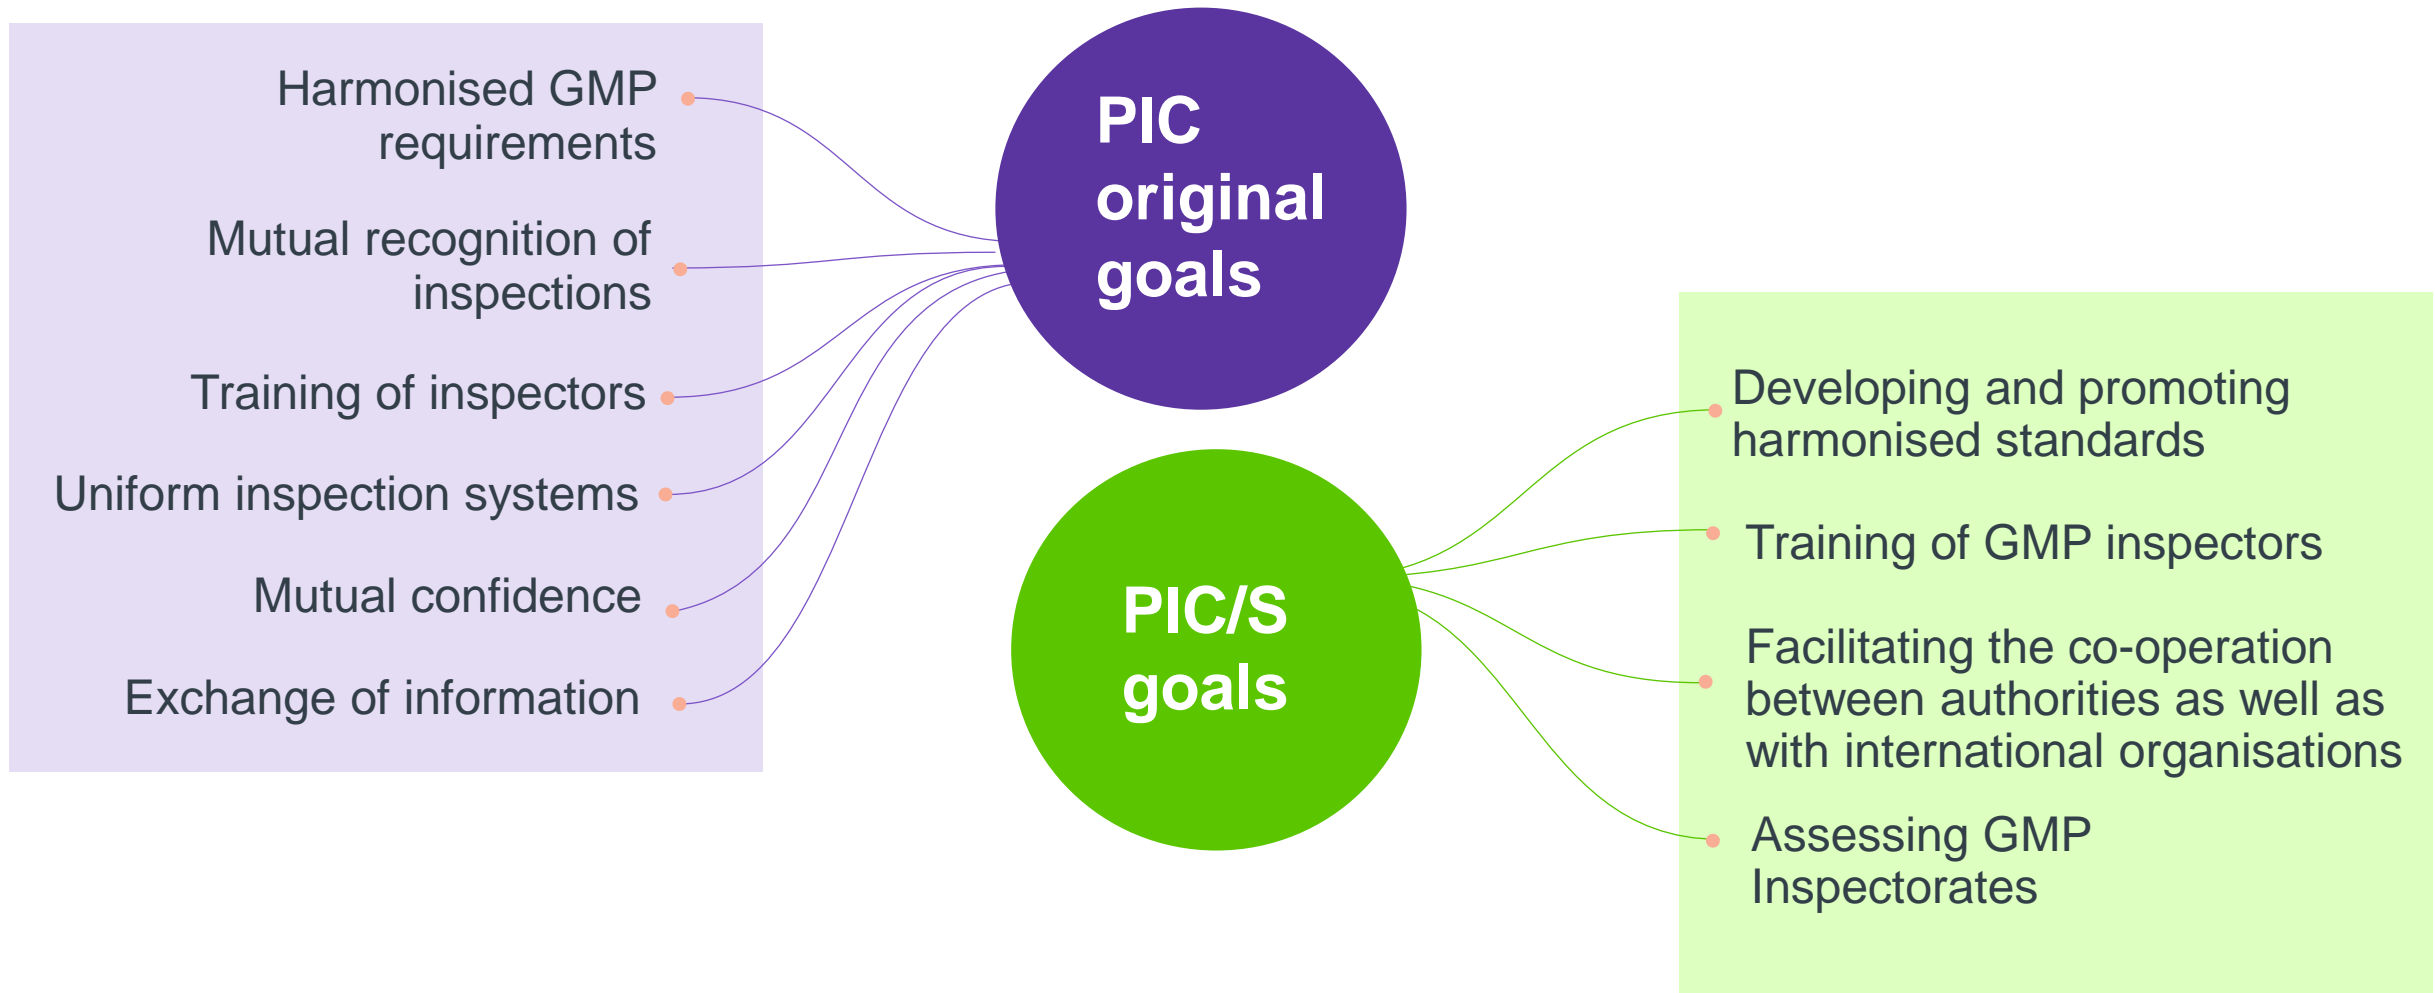 Harmonised GMP
requirements
Mutual recognition of
inspections
Training of inspectors
Uniform inspection systems
Mutual confidence
Exchange of information
PIC
original
goals
PIC/S
goals
Developing and promoting
harmonised standards
Training of GMP inspectors
Facilitating the co-operation
between authorities as well as
with international organisations
Assessing GMP
Inspectorates